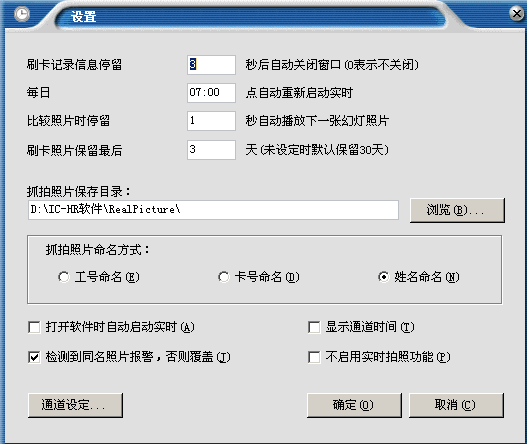 设置
刷卡记录信息停留 3 秒后自动关闭窗口(0表示不关闭)
每日 07:00 点自动重新启动实时
比较照片时停留 1 秒自动播放下一张幻灯照片
刷卡照片保留最后 3 天(未设定时默认保留30天)
抓拍照片保存目录：
D:\IC-HR软件\RealPicture\ 浏览(B)...
抓拍照片命名方式：
工号命名(E) 卡号命名(D) 姓名命名(N)
打开软件时自动启动实时(A) 显示通道时间(T)
检测到同名照片报警，否则覆盖(J) 不启用实时拍照功能(P)
通道设定... 确定(O) 取消(C)